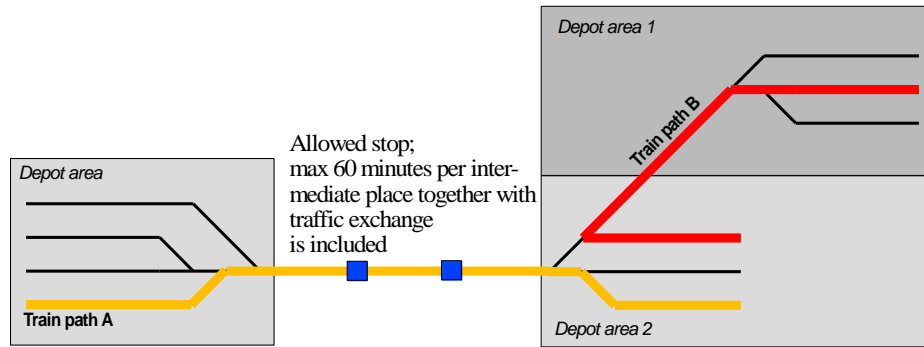 Depot area 1
Train path B
Allowed stop;
max 60 minutes per inter-
mediate place together with
traffic exchange
is included
Depot area
Train path A
Depot area 2